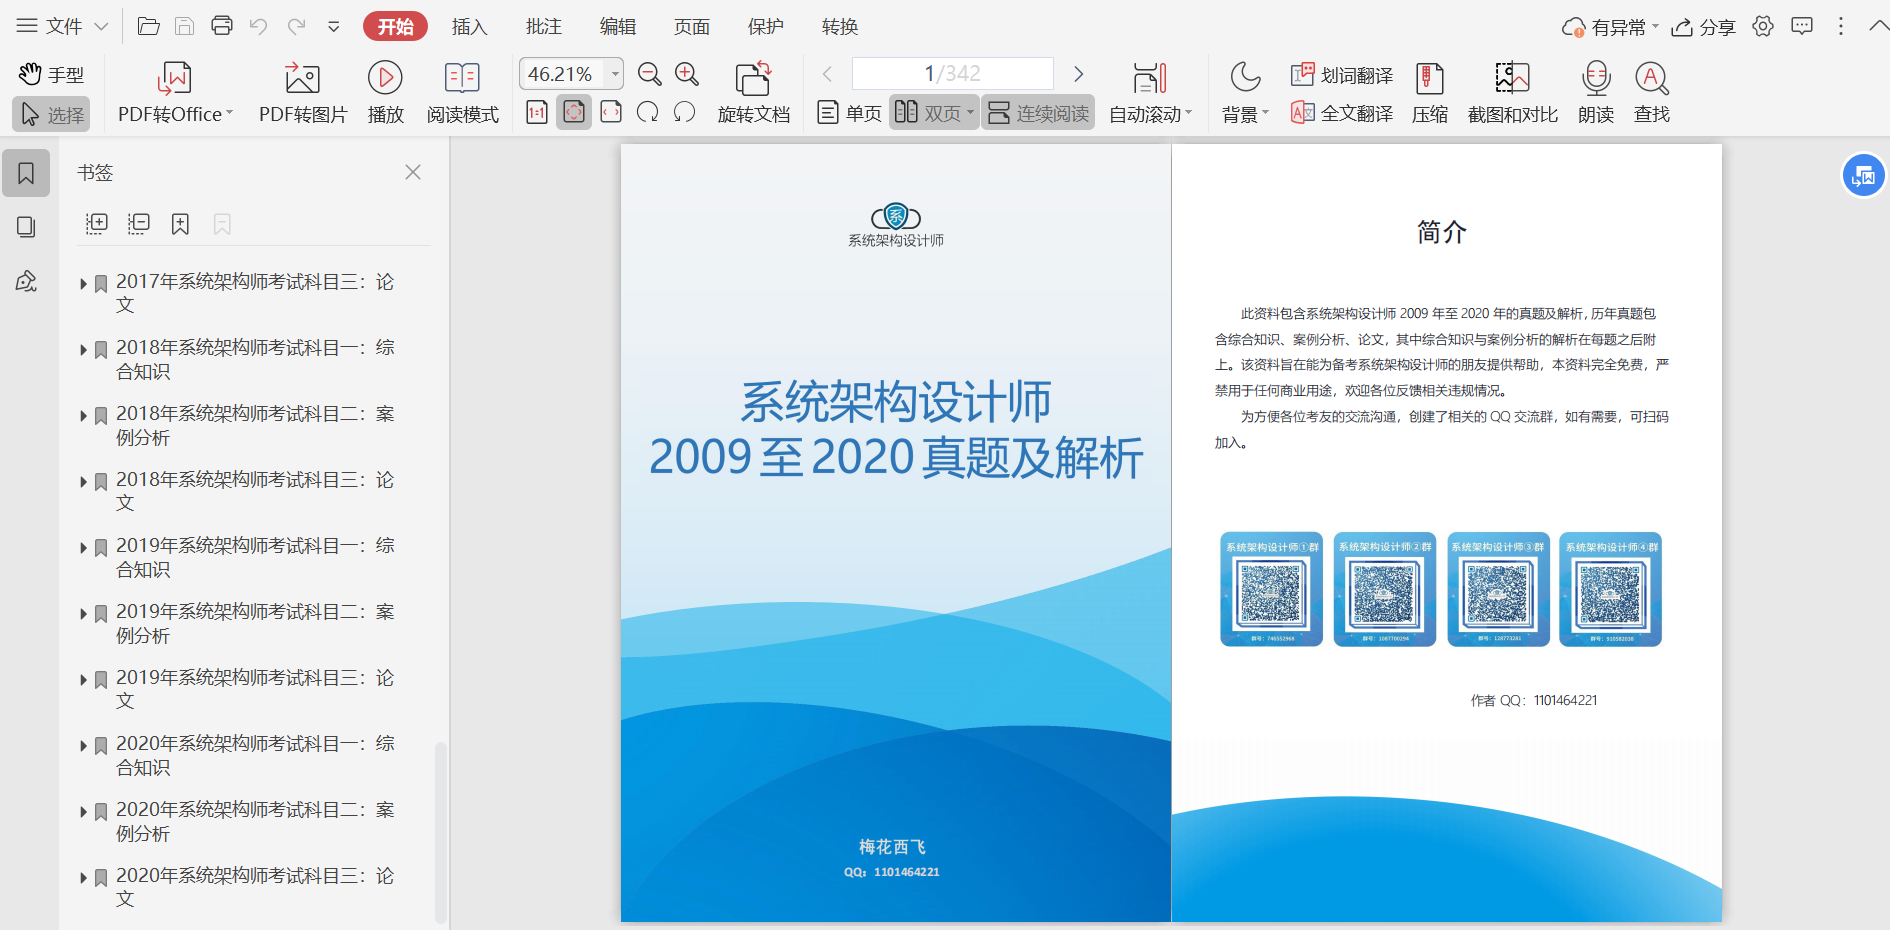 文件
开始
插入
批注
编辑
页面
保护
转换
有异常
分享
手型
选择
PDF转Office
PDF转图片
播放
阅读模式
46.21%
1:1
旋转文档
1/342
单页
双页
连续阅读
自动滚动
背景
划词翻译
全文翻译
压缩
截图和对比
朗读
查找
书签
2017年系统架构师考试科目三：论
文
2018年系统架构师考试科目一：综
合知识
2018年系统架构师考试科目二：案
例分析
2018年系统架构师考试科目三：论
文
2019年系统架构师考试科目一：综
合知识
2019年系统架构师考试科目二：案
例分析
2019年系统架构师考试科目三：论
文
2020年系统架构师考试科目一：综
合知识
2020年系统架构师考试科目二：案
例分析
2020年系统架构师考试科目三：论
文
系
系统架构设计师
系统架构设计师
2009至2020真题及解析
梅花西飞
QQ：1101464221
简介
此资料包含系统架构设计师 2009 年至 2020 年的真题及解析，历年真题包
含综合知识、案例分析、论文，其中综合知识与案例分析的解析在每题之后附
上。该资料旨在能为备考系统架构设计师的朋友提供帮助，本资料完全免费，严
禁用于任何商业用途，欢迎各位反馈相关违规情况。
为方便各位考友的交流沟通，创建了相关的 QQ 交流群，如有需要，可扫码
加入。
系统架构设计师①群
系统架构设计师②群
系统架构设计师③群
系统架构设计师④群
作者 QQ：1101464221